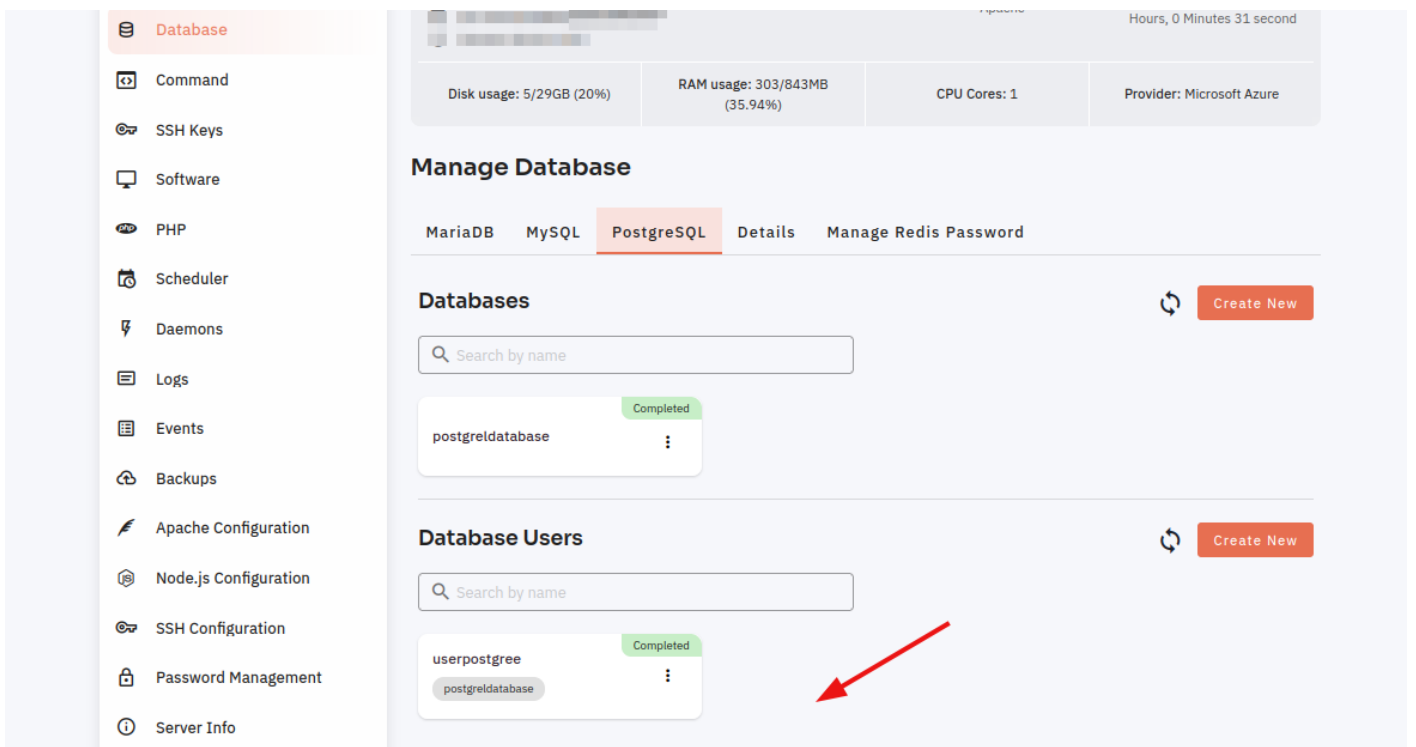 Database
Command
SSH Keys
Software
PHP
Scheduler
Daemons
Logs
Events
Backups
Apache Configuration
Node.js Configuration
SSH Configuration
Password Management
Server Info
Apache
Hours, 0 Minutes 31 second
Disk usage: 5/29GB (20%)
RAM usage: 303/843MB
(35.94%)
CPU Cores: 1
Provider: Microsoft Azure
Manage Database
MariaDB MySQL PostgreSQL Details Manage Redis Password
Databases
Create New
Search by name
Completed
postgreldatabase
Database Users
Create New
Search by name
Completed
userpostgree
postgreldatabase